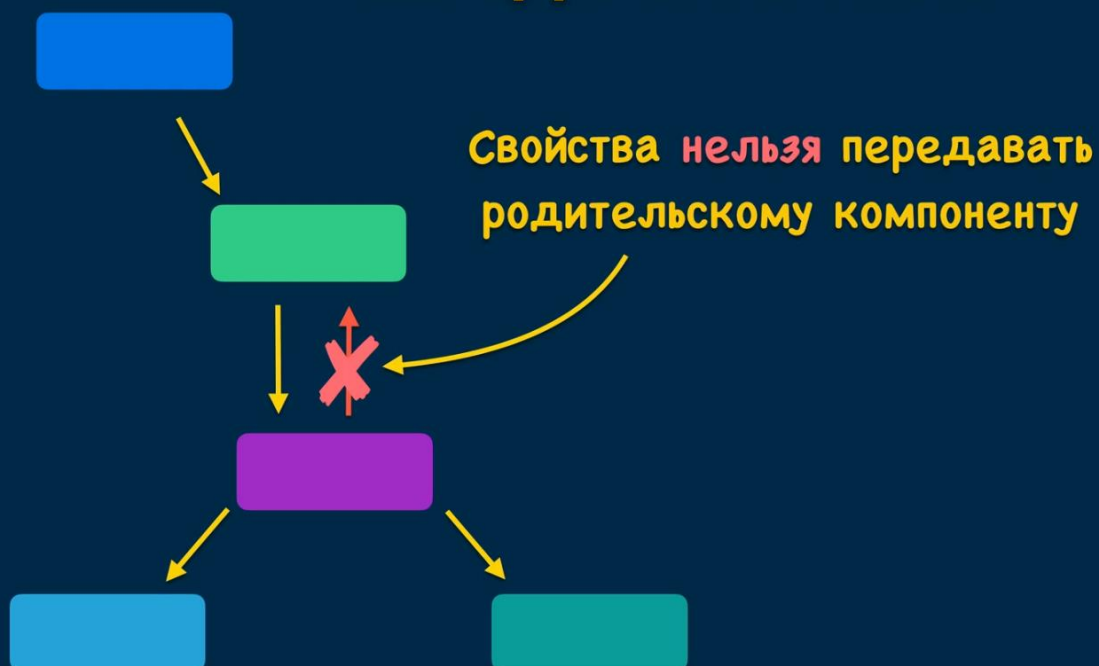 Свойства нельзя передавать
родительскому компоненту